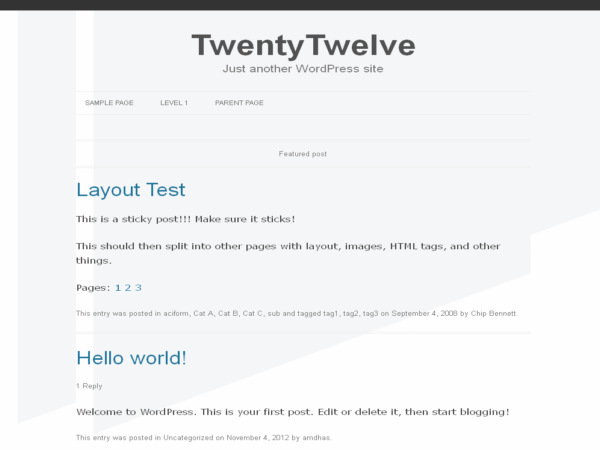 TwentyTwelve
Just another WordPress site
SAMPLE PAGE LEVEL 1 PARENT PAGE
Featured post
Layout Test
This is a sticky post!!! Make sure it sticks!
This should then split into other pages with layout, images, HTML tags, and other
things.
Pages: 1 2 3
This entry was posted in aciform, Cat A, Cat B, Cat C, sub and tagged tag1, tag2, tag3 on September 4, 2008 by Chip Bennett.
Hello world!
1 Reply
Welcome to WordPress. This is your first post. Edit or delete it, then start blogging!
This entry was posted in Uncategorized on November 4, 2012 by amdhas.